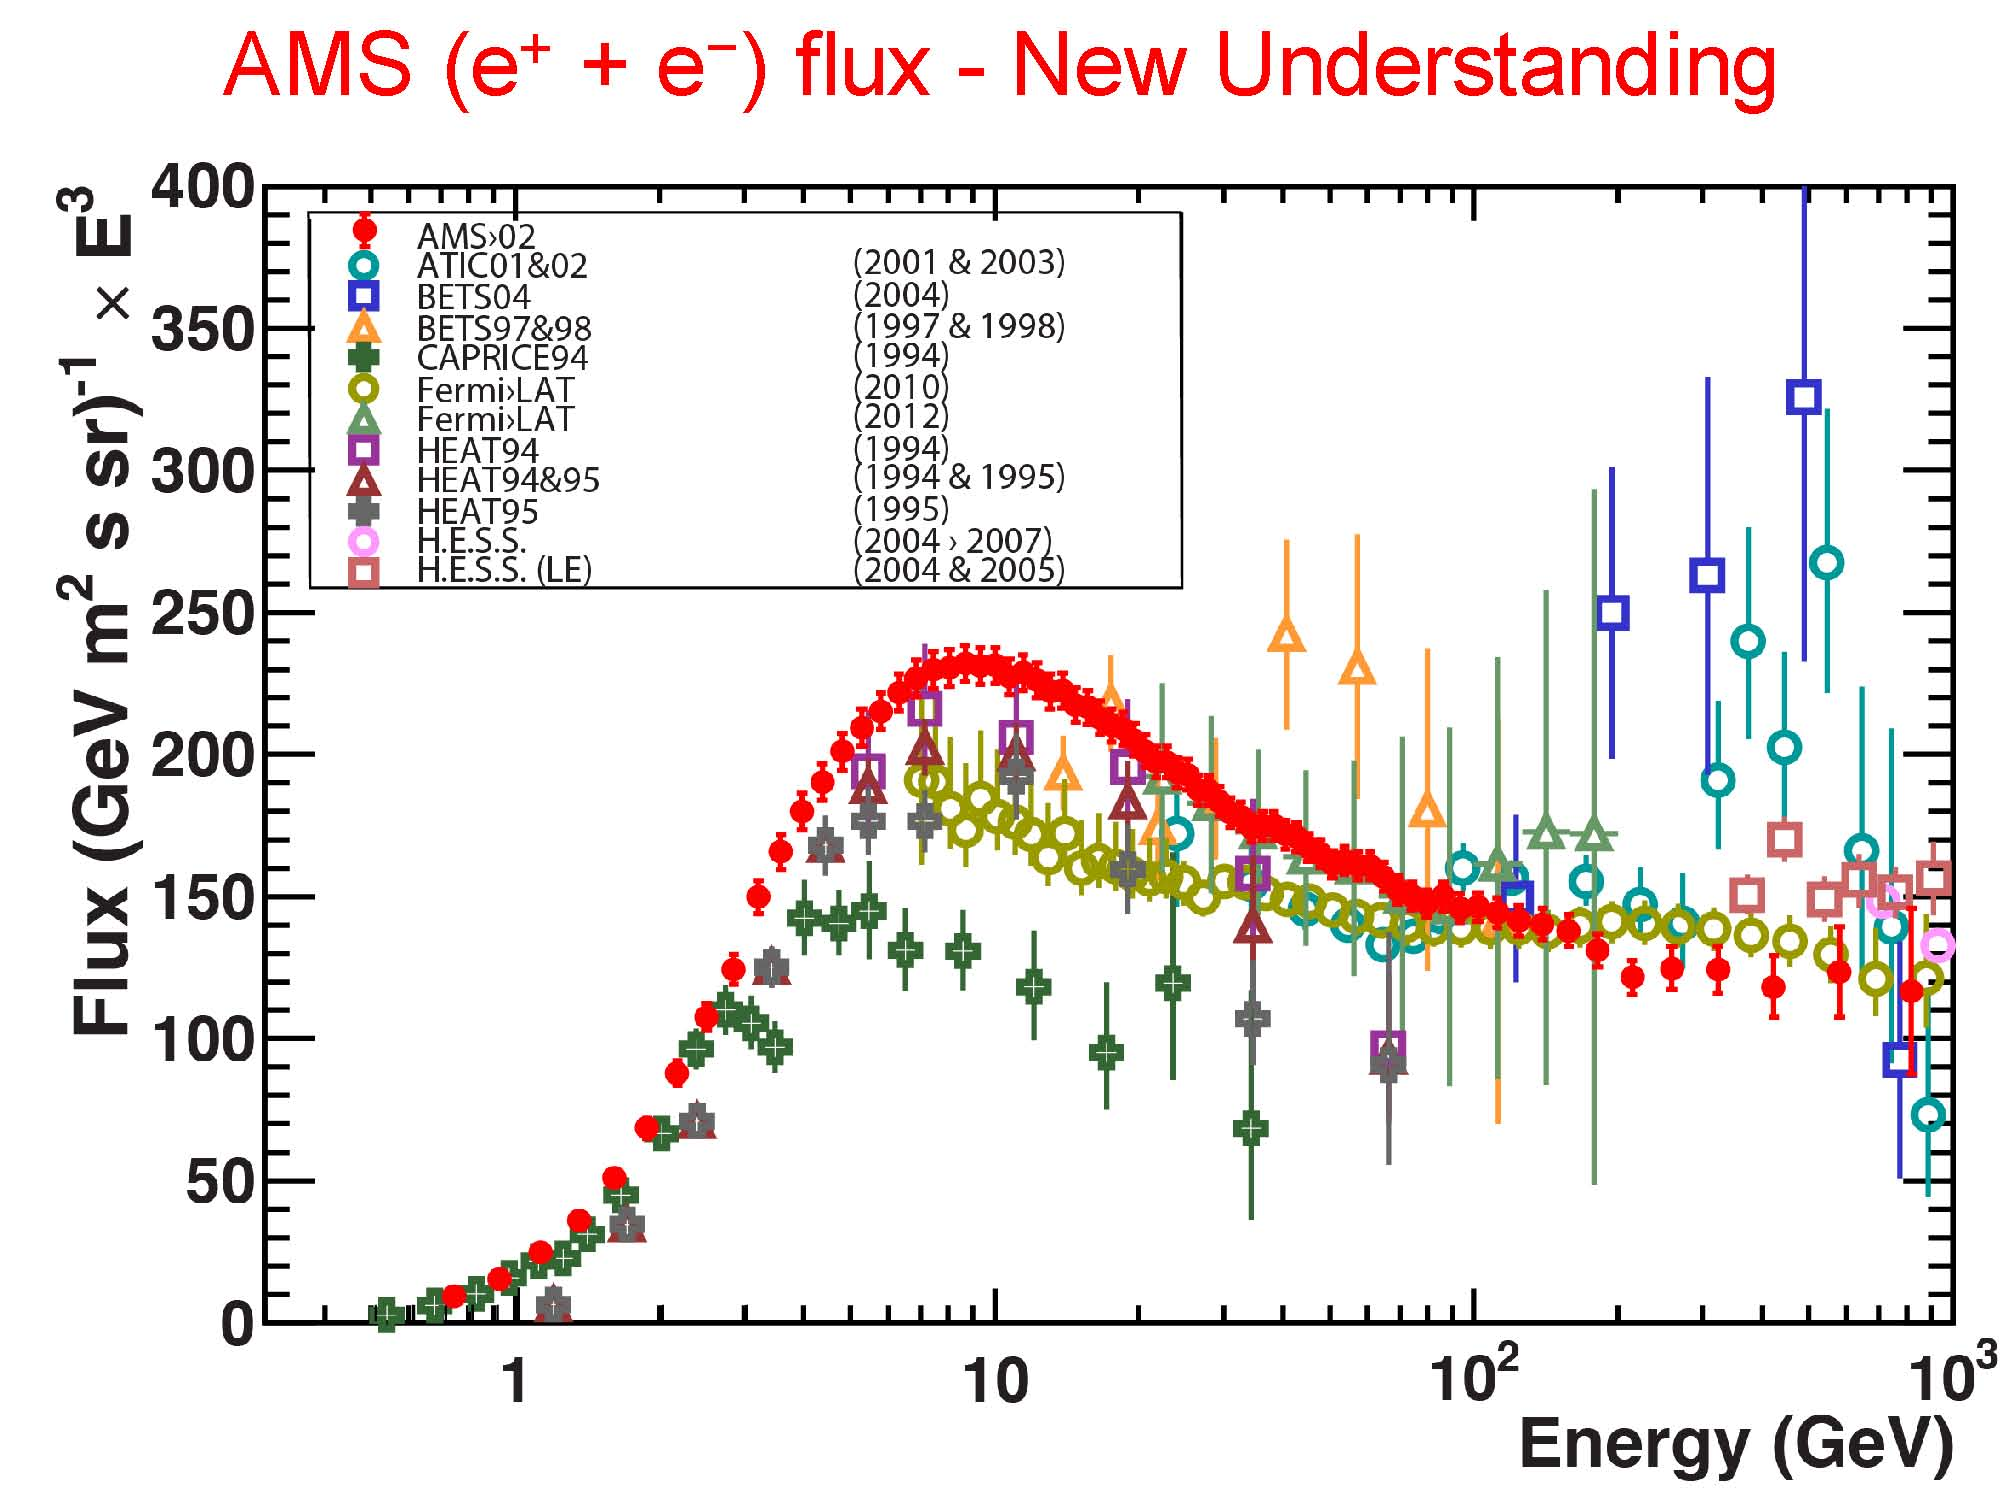 AMS (e⁺ + e⁻) flux - New Understanding
Flux (GeV m² s sr)⁻¹ × E³
400
350
300
250
200
150
100
50
0
AMS›02
ATIC01&02 (2001 & 2003)
BETS04 (2004)
BETS97&98 (1997 & 1998)
CAPRICE94 (1994)
Fermi›LAT (2010)
Fermi›LAT (2012)
HEAT94 (1994)
HEAT94&95 (1994 & 1995)
HEAT95 (1995)
H.E.S.S. (2004 › 2007)
H.E.S.S. (LE) (2004 & 2005)
1 10 10² 10³
Energy (GeV)